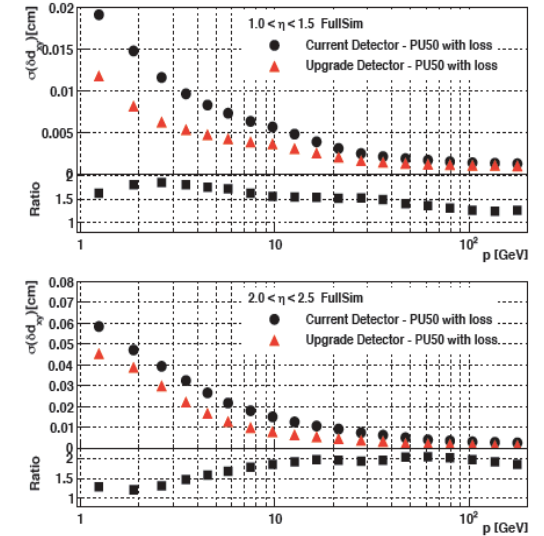 0.02
1.0 < η < 1.5 FullSim
Current Detector - PU50 with loss
Upgrade Detector - PU50 with loss
σ(δd_xy)[cm]
0.015
0.01
0.005
0
2
1.5
1
Ratio
1 10 10²
p [GeV]
0.08
2.0 < η < 2.5 FullSim
Current Detector - PU50 with loss
Upgrade Detector - PU50 with loss
σ(δd_xy)[cm]
0.07
0.06
0.05
0.04
0.03
0.02
0.01
0
2
1.5
1
Ratio
1 10 10²
p [GeV]